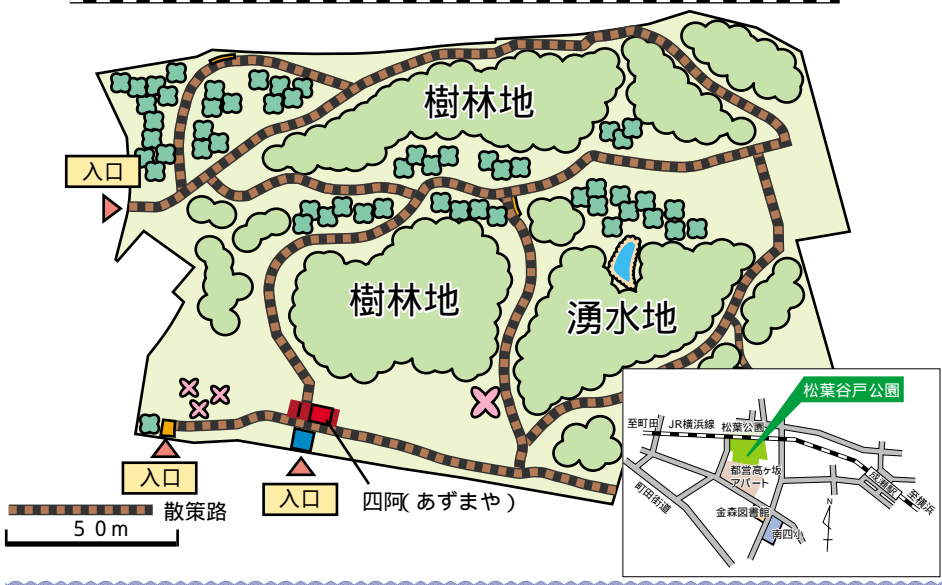 樹林地
入口
樹林地
湧水地
松葉谷戸公園
至町田
JR横浜線
松葉公園
都営高ヶ坂
アパート
成瀬駅
至横浜
町田街道
金森図書館
N
南四小
入口
入口
四阿(あずまや)
散策路
50m